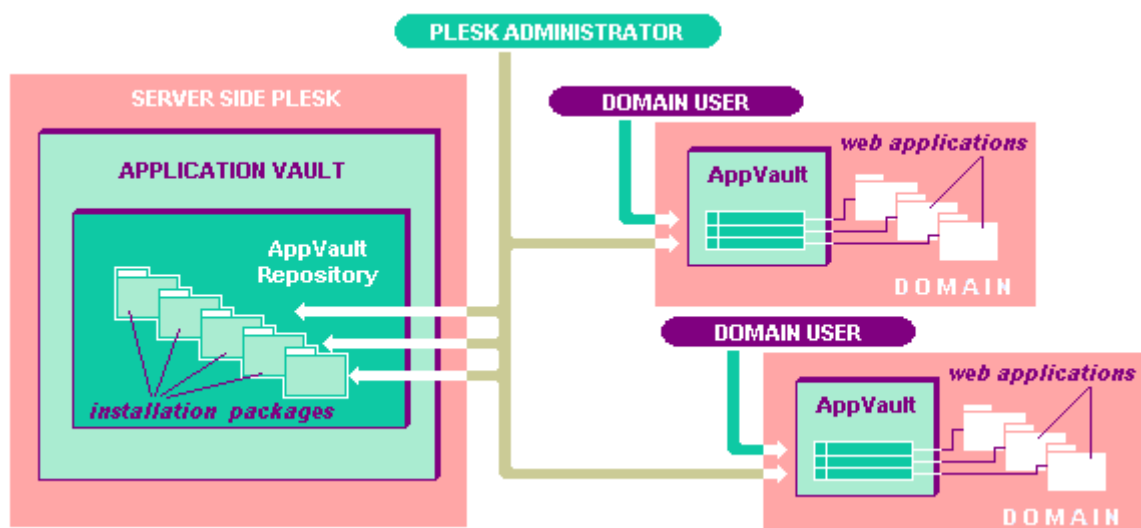 PLESK ADMINISTRATOR
SERVER SIDE PLESK
APPLICATION VAULT
AppVault
Repository
installation packages
DOMAIN USER
web applications
AppVault
DOMAIN
DOMAIN USER
web applications
AppVault
DOMAIN